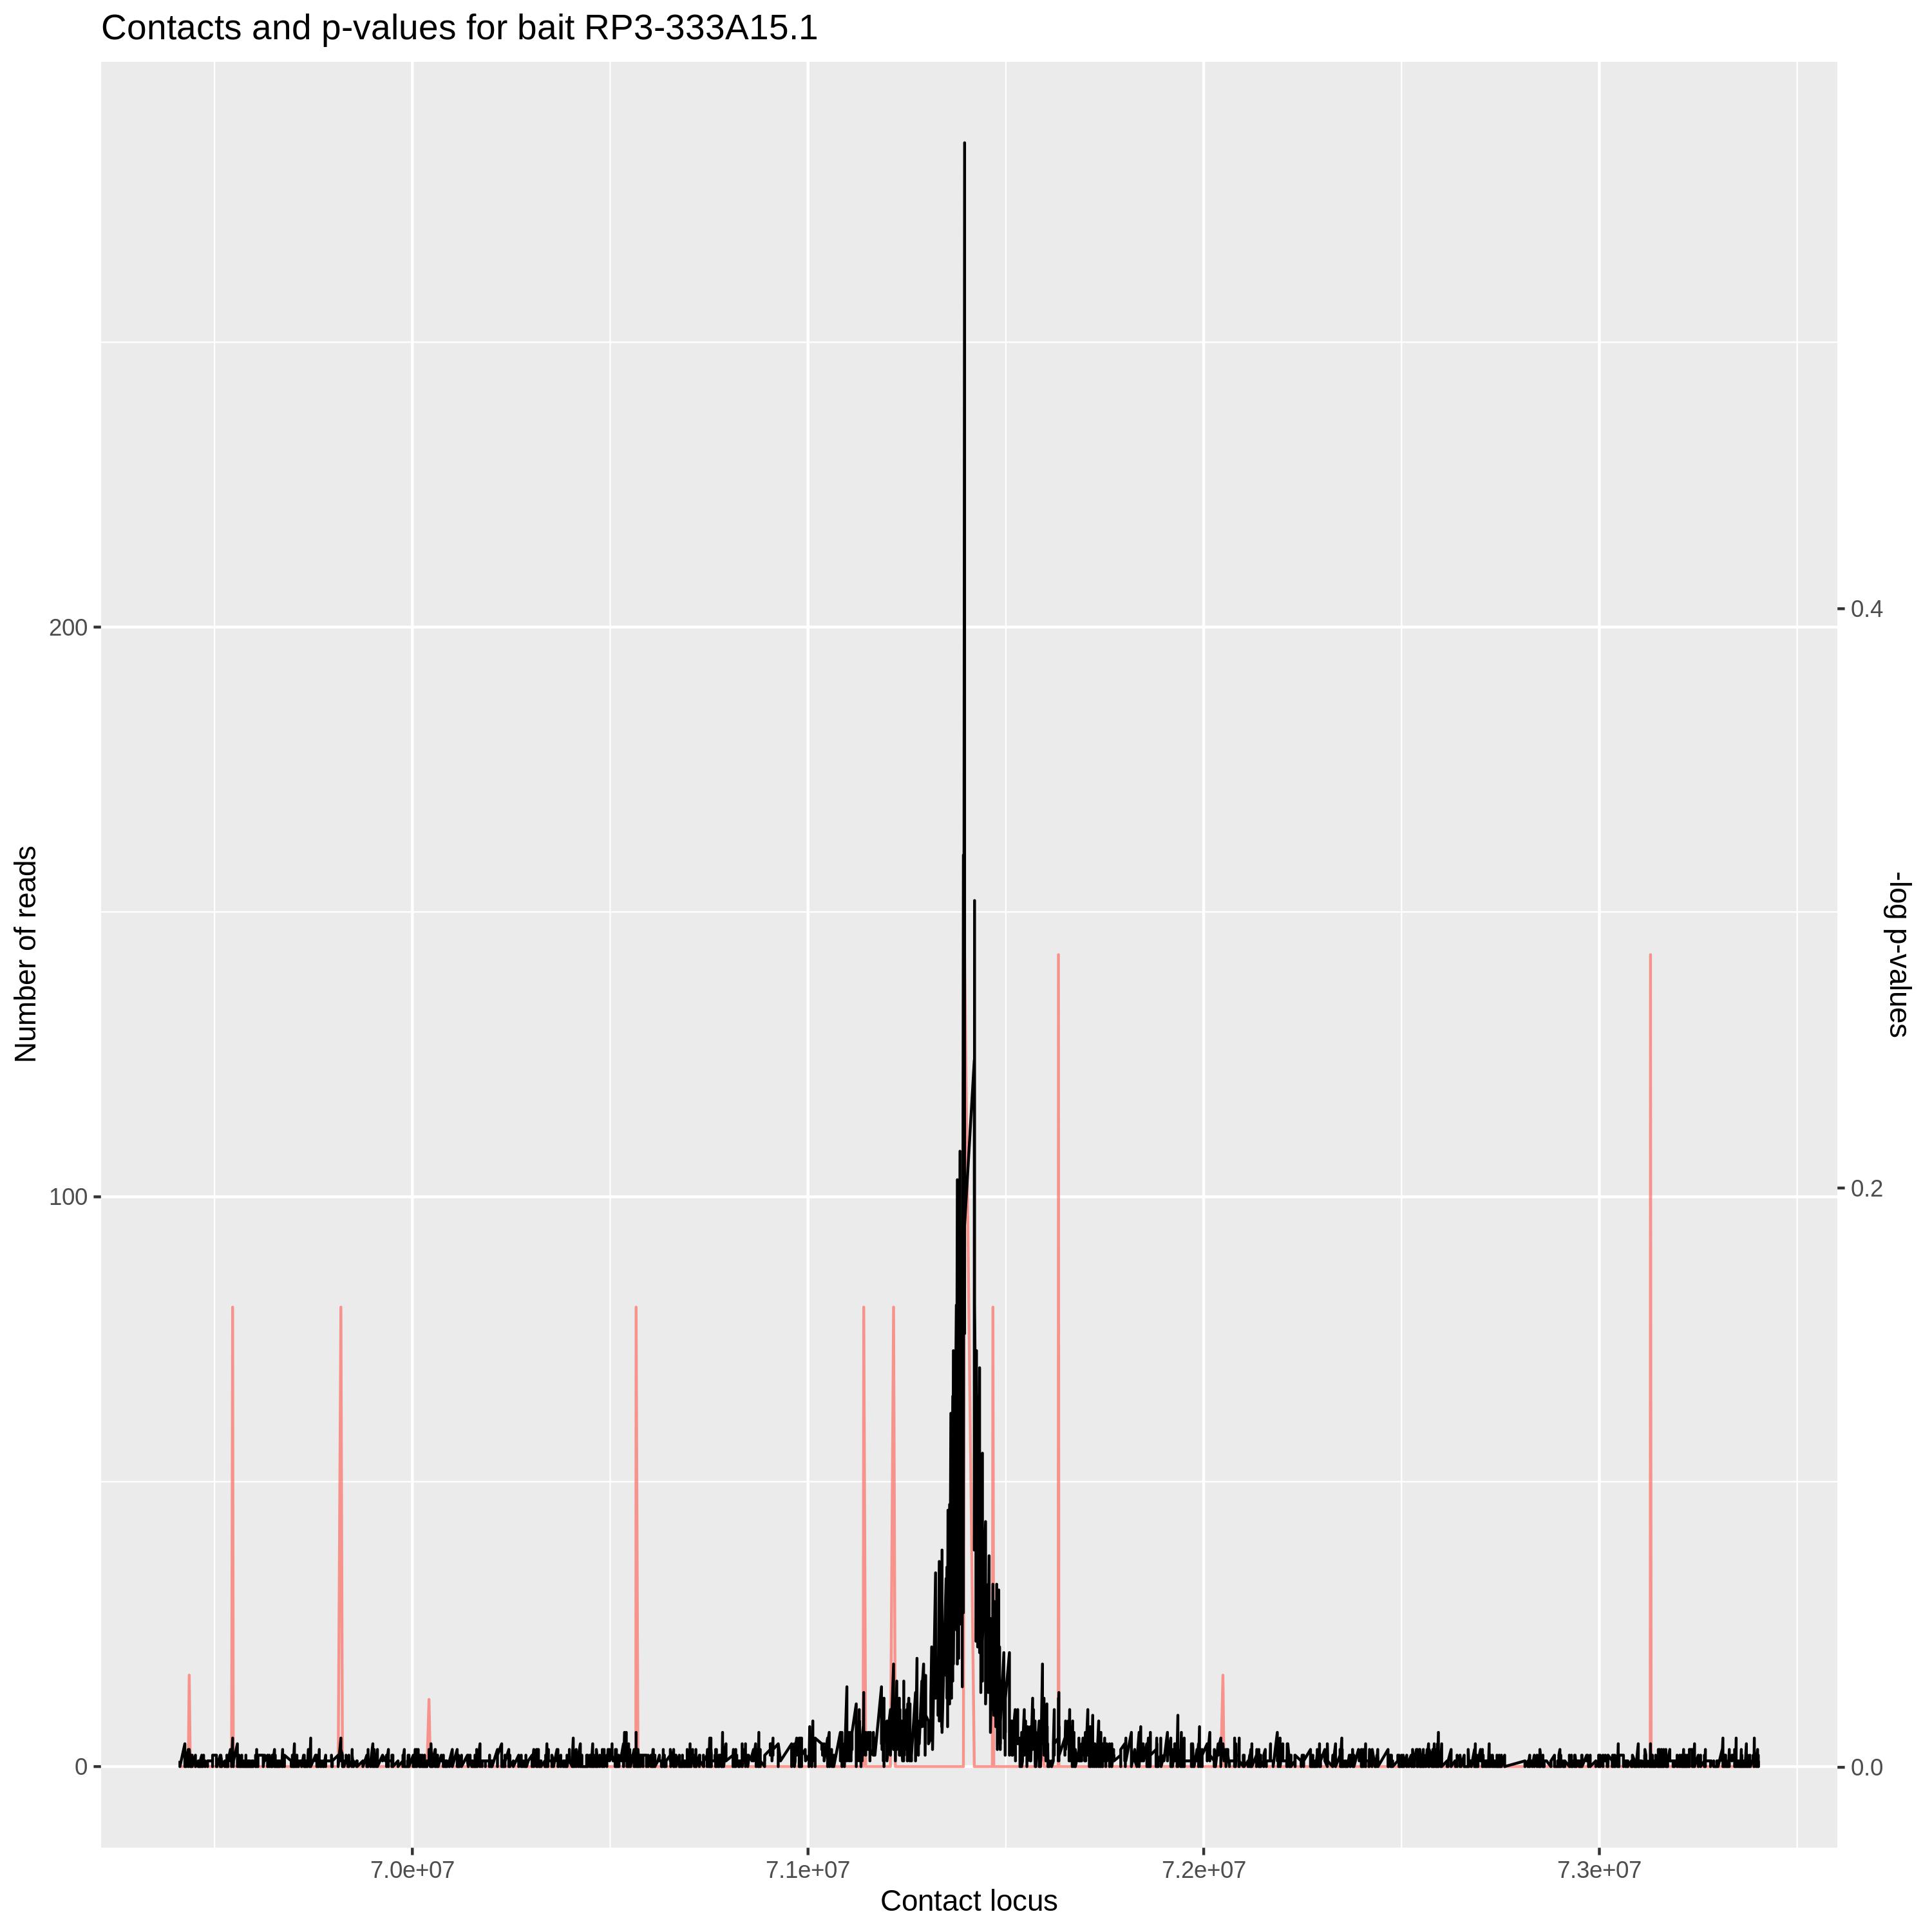 Contacts and p-values for bait RP3-333A15.1
Number of reads
200
100
0
0.4
0.2
0.0
-log p-values
7.0e+07 7.1e+07 7.2e+07 7.3e+07
Contact locus